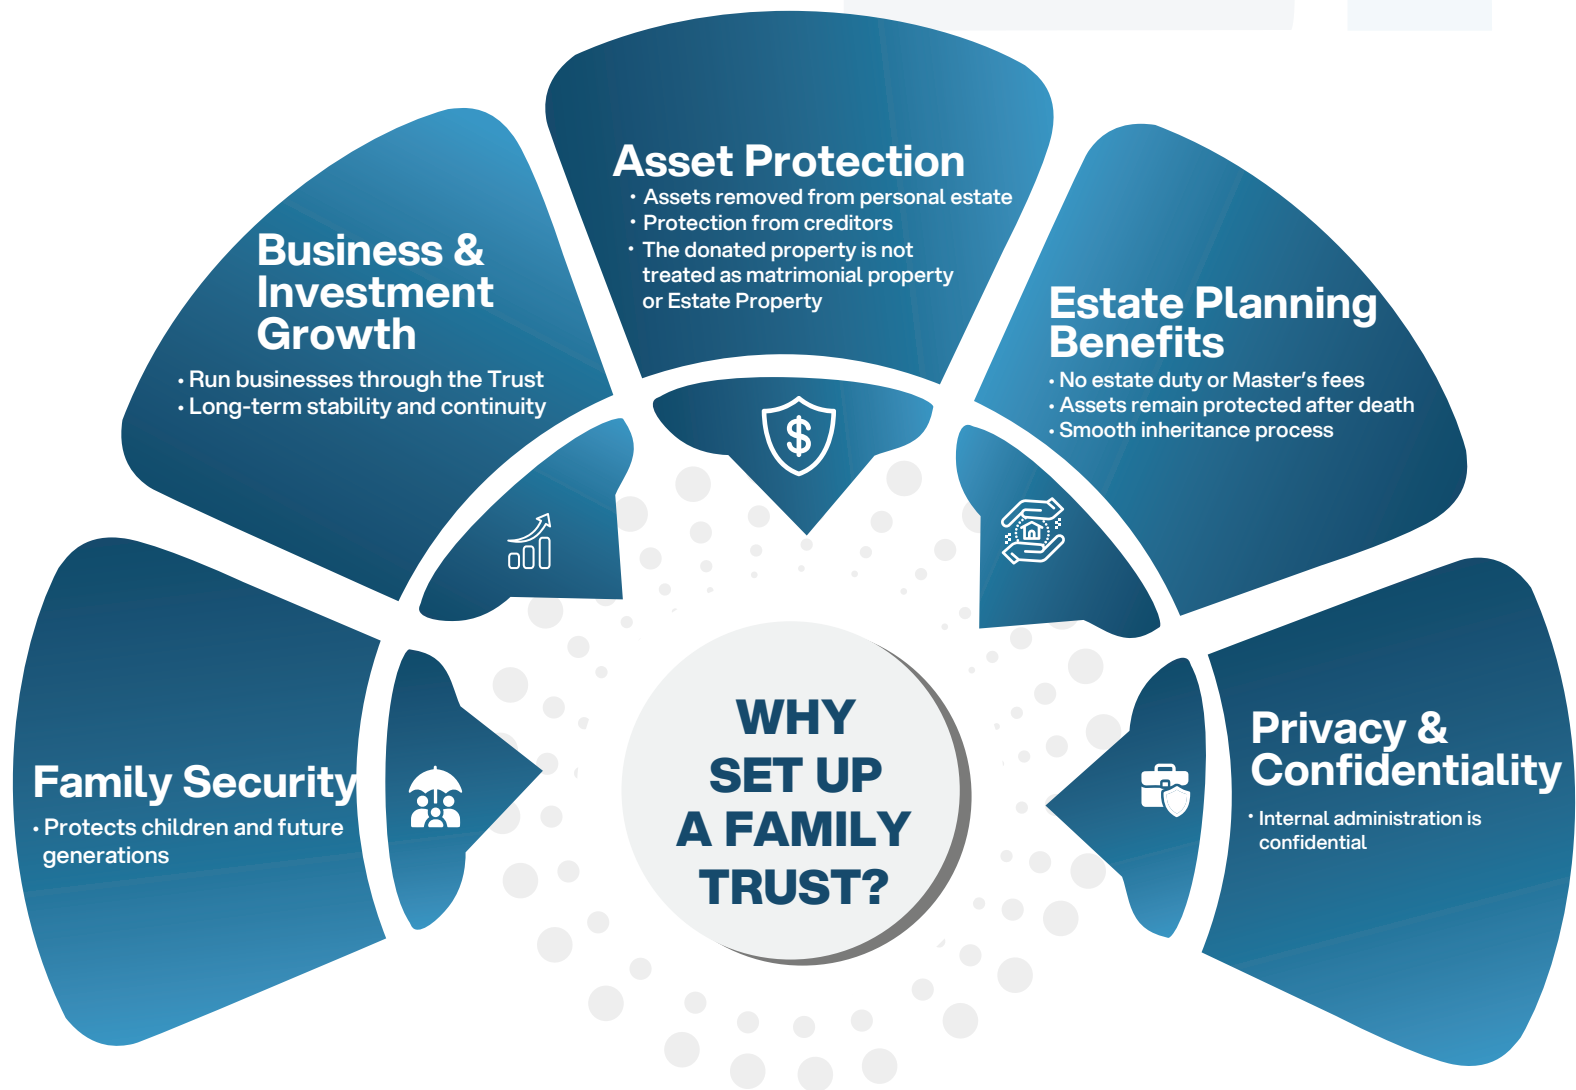 Asset Protection
• Assets removed from personal estate
• Protection from creditors
• The donated property is not
treated as matrimonial property
or Estate Property
Business &
Investment
Growth
• Run businesses through the Trust
• Long-term stability and continuity
Estate Planning
Benefits
• No estate duty or Master’s fees
• Assets remain protected after death
• Smooth inheritance process
$
Family Security
• Protects children and future
generations
Privacy &
Confidentiality
• Internal administration is
confidential
WHY
SET UP
A FAMILY
TRUST?